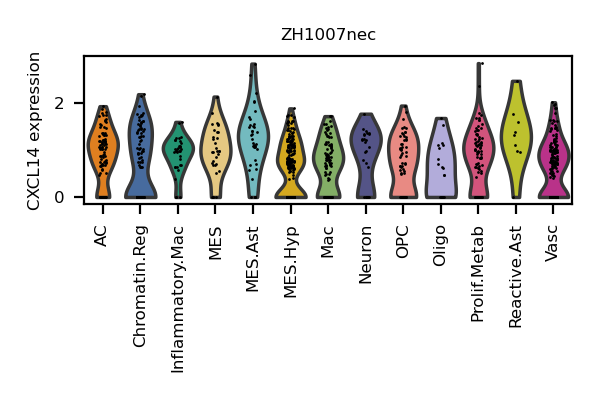 ZH1007nec
CXCL14 expression
2
0
AC
Chromatin.Reg
Inflammatory.Mac
MES
MES.Ast
MES.Hyp
Mac
Neuron
OPC
Oligo
Prolif.Metab
Reactive.Ast
Vasc